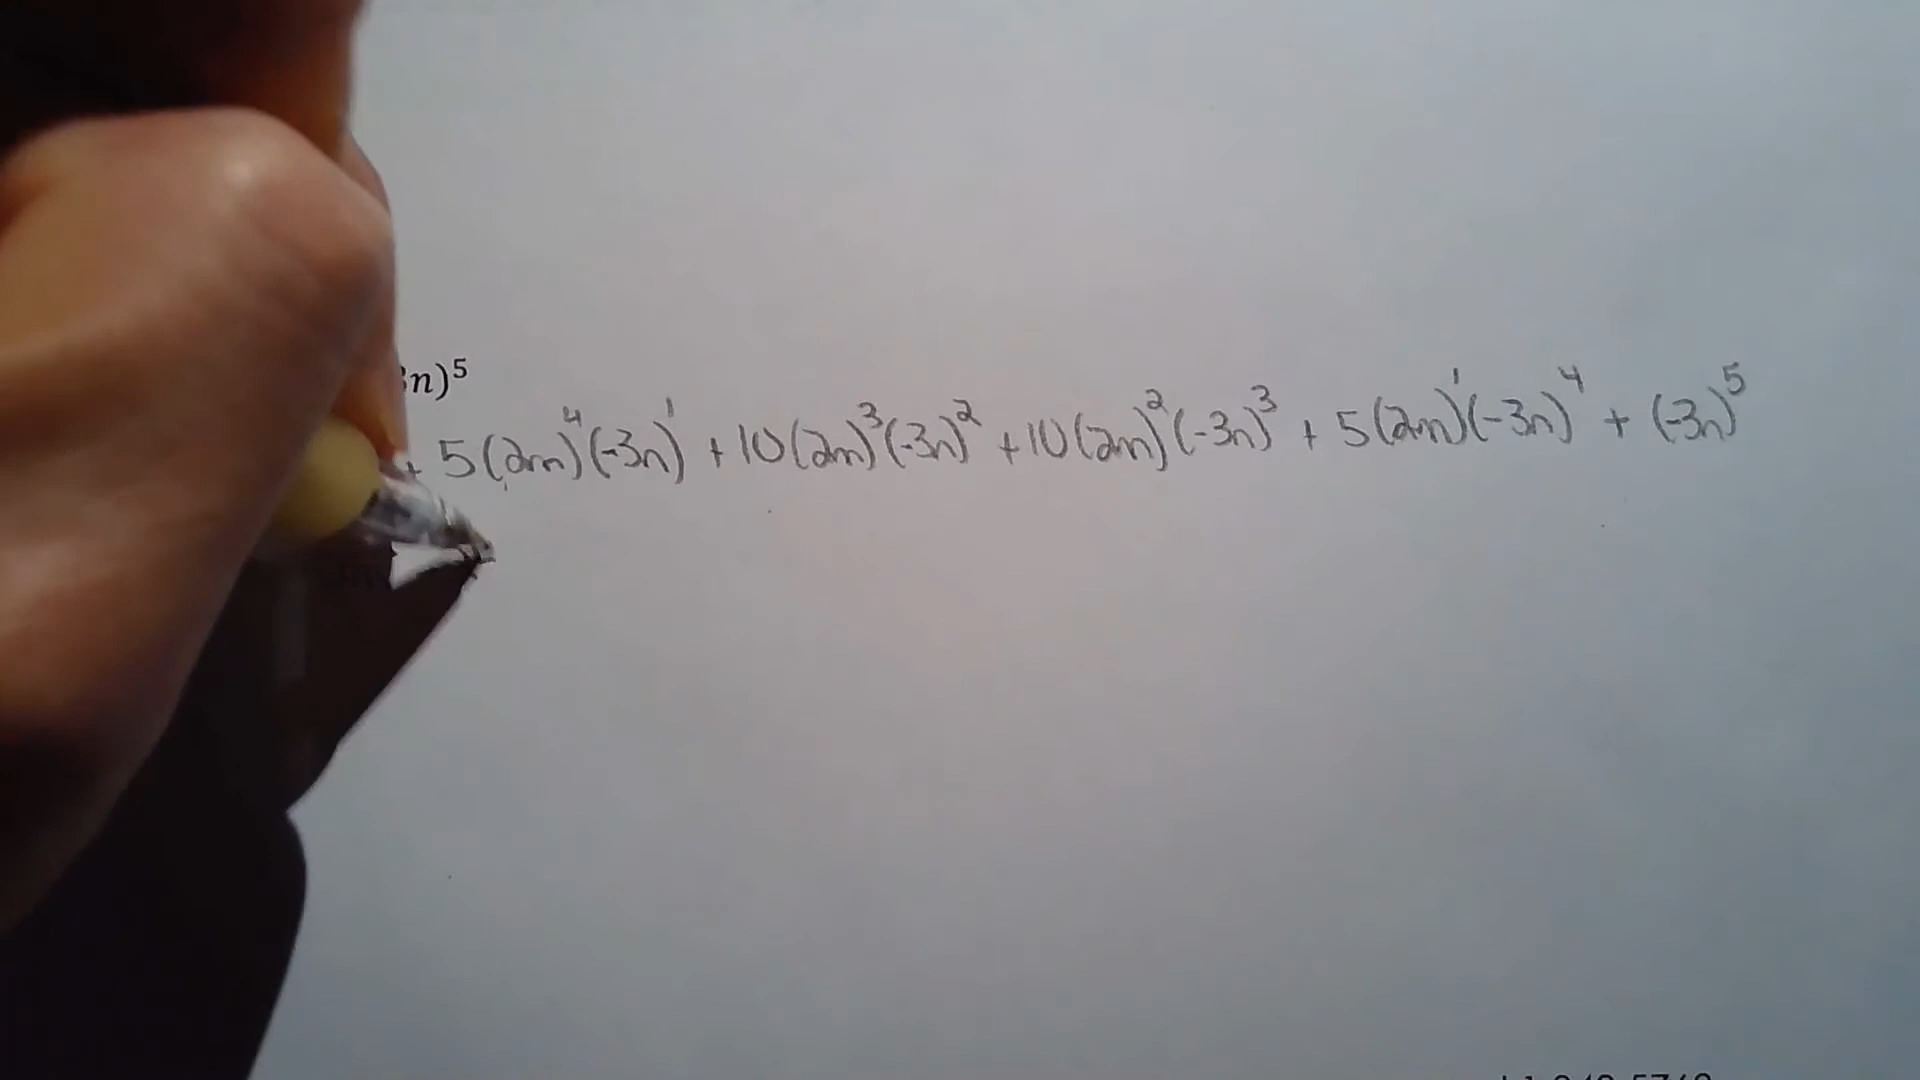 n)⁵
+ 5(2m)⁴(-3n)¹ + 10(2m)³(-3n)² + 10(2m)²(-3n)³ + 5(2m)¹(-3n)⁴ + (-3n)⁵